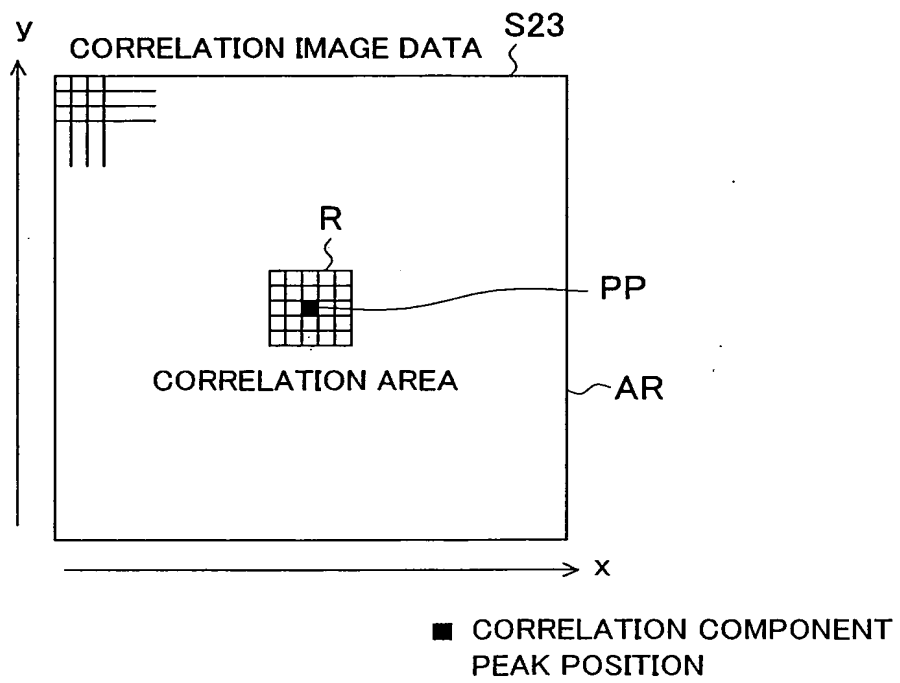 y
S23
CORRELATION IMAGE DATA
R
PP
CORRELATION AREA
AR
x
CORRELATION COMPONENT
PEAK POSITION